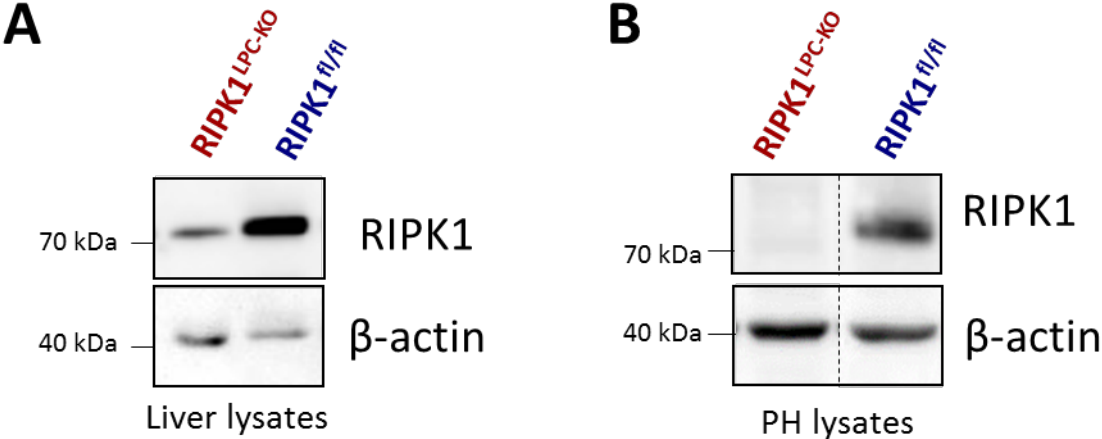 A
RIPK1LPC-KO
RIPK1fl/fl
70 kDa
RIPK1
40 kDa
β-actin
Liver lysates
B
RIPK1LPC-KO
RIPK1fl/fl
70 kDa
RIPK1
40 kDa
β-actin
PH lysates